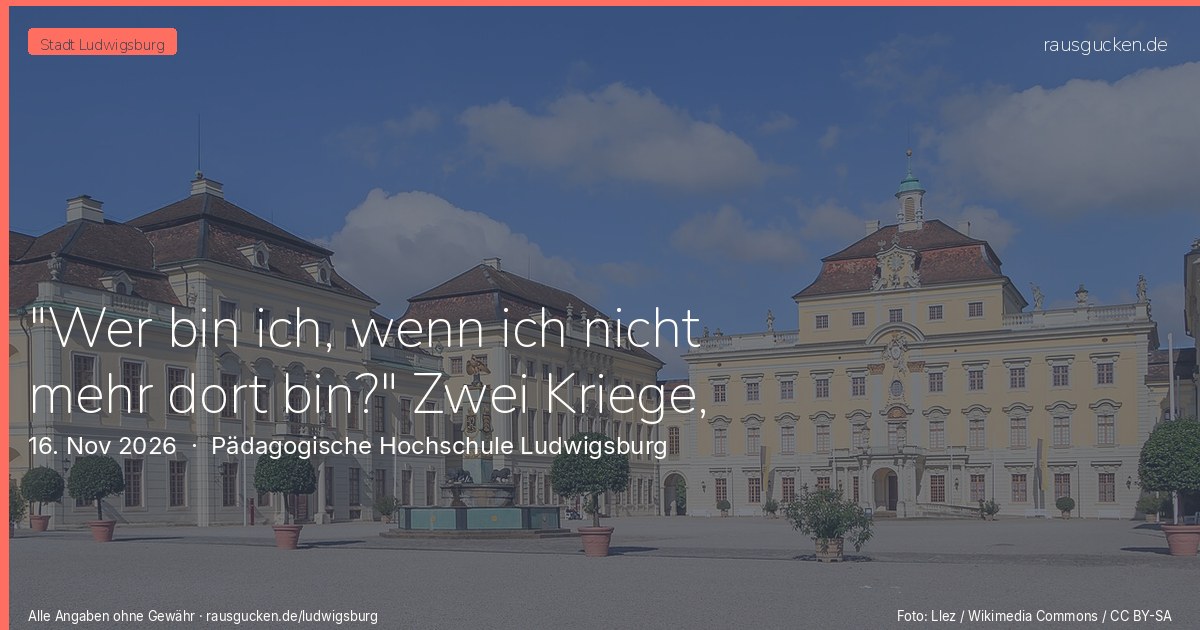 Stadt Ludwigsburg
rausgucken.de
"Wer bin ich, wenn ich nicht
mehr dort bin?" Zwei Kriege,
16. Nov 2026 · Pädagogische Hochschule Ludwigsburg
Alle Angaben ohne Gewähr · rausgucken.de/ludwigsburg
Foto: Llez / Wikimedia Commons / CC BY-SA